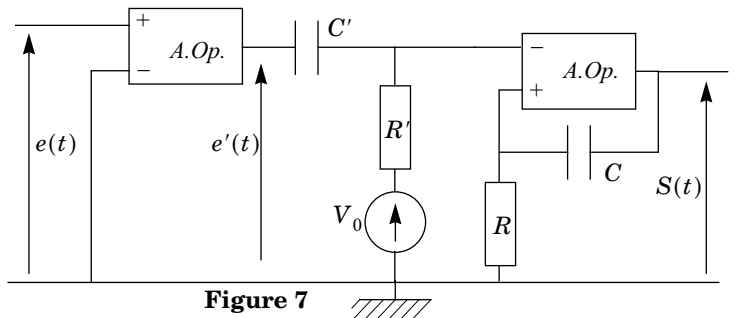 +
A.Op.
−
C′
−
A.Op.
+
e(t)
e′(t)
R′
C
S(t)
V₀
R
Figure 7